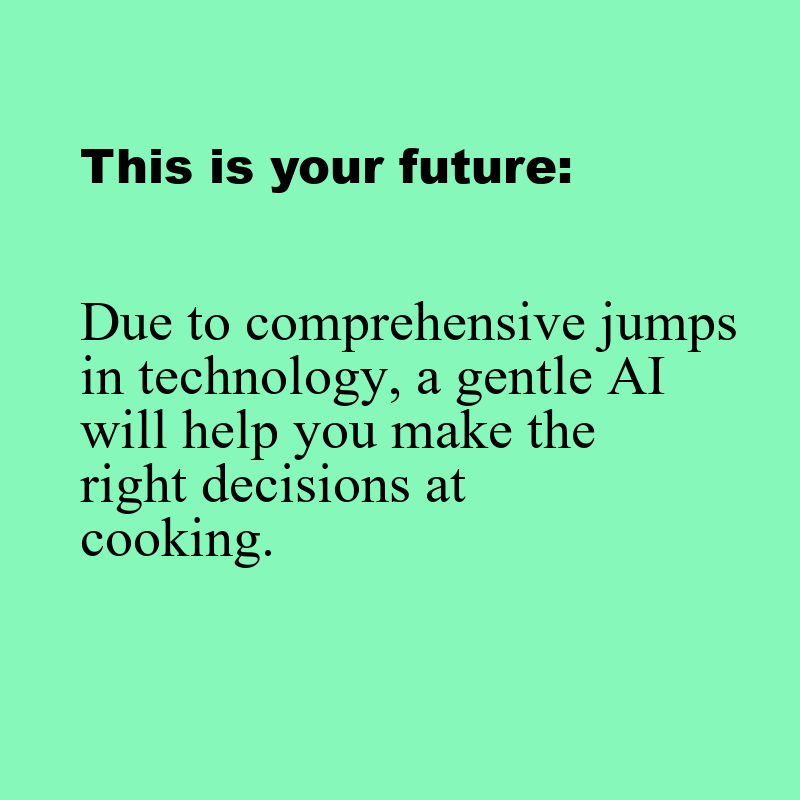 This is your future:
Due to comprehensive jumps
in technology, a gentle AI
will help you make the
right decisions at
cooking.